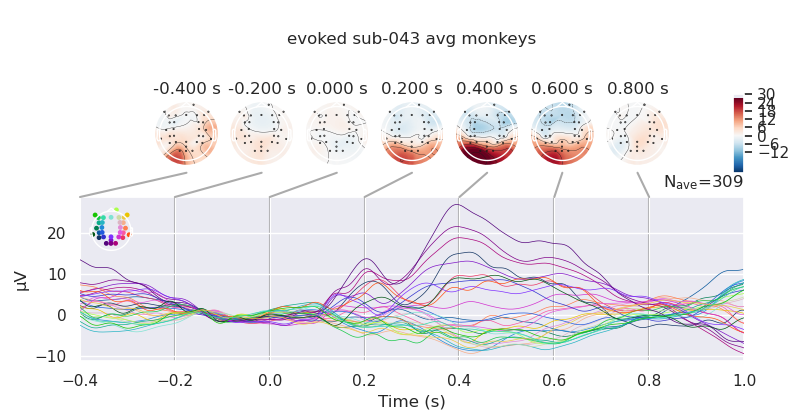 evoked sub-043 avg monkeys
-0.400 s -0.200 s 0.000 s 0.200 s 0.400 s 0.600 s 0.800 s
30
24
18
12
6
0
−6
−12
Nave=309
20
10
0
−10
µV
−0.4 −0.2 0.0 0.2 0.4 0.6 0.8 1.0
Time (s)